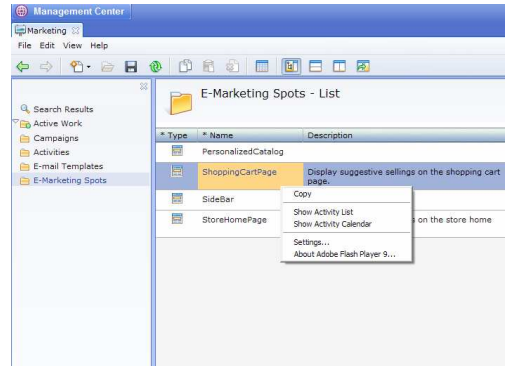 Management Center
Marketing
File Edit View Help
E-Marketing Spots - List
Search Results
Active Work
Campaigns
Activities
E-mail Templates
E-Marketing Spots
* Type * Name Description
PersonalizedCatalog
ShoppingCartPage Display suggestive sellings on the shopping cart
page.
SideBar
StoreHomePage s on the store home
Copy
Show Activity List
Show Activity Calendar
Settings...
About Adobe Flash Player 9...